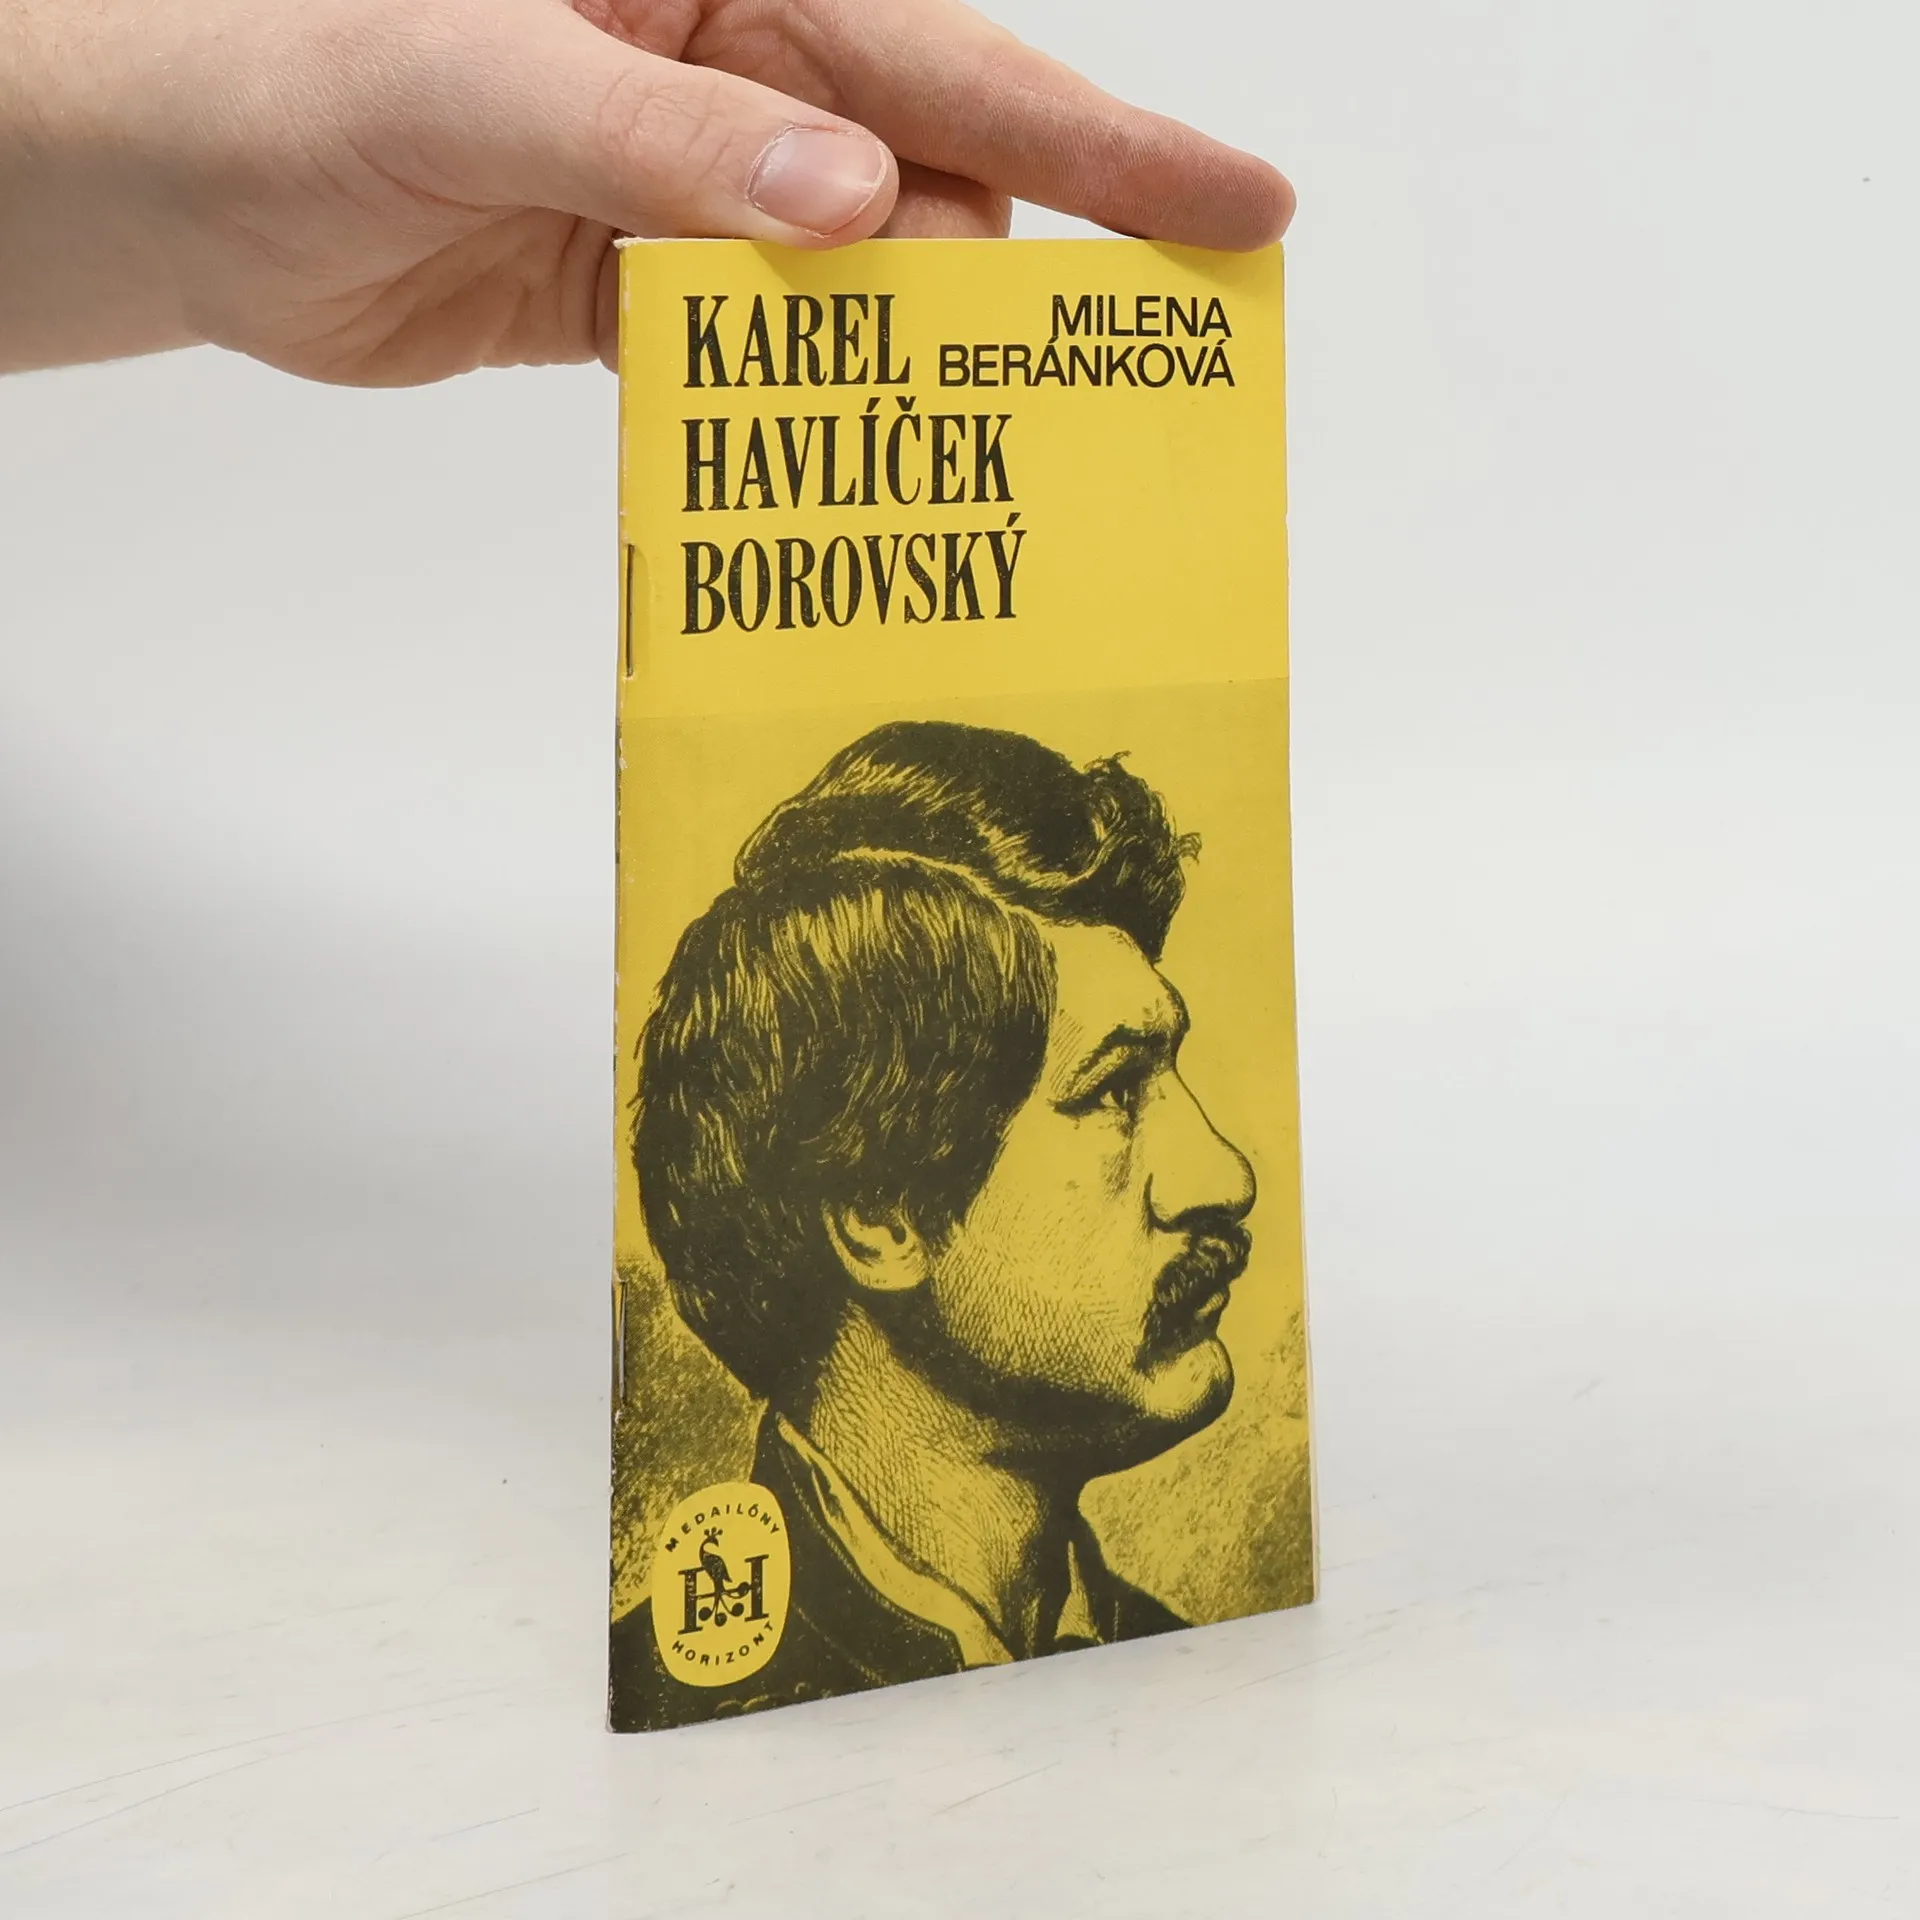 KAREL
HAVLÍČEK
BOROVSKÝ
MILENA
BERÁNKOVÁ
MEDAILÓNY
H
HORIZONT